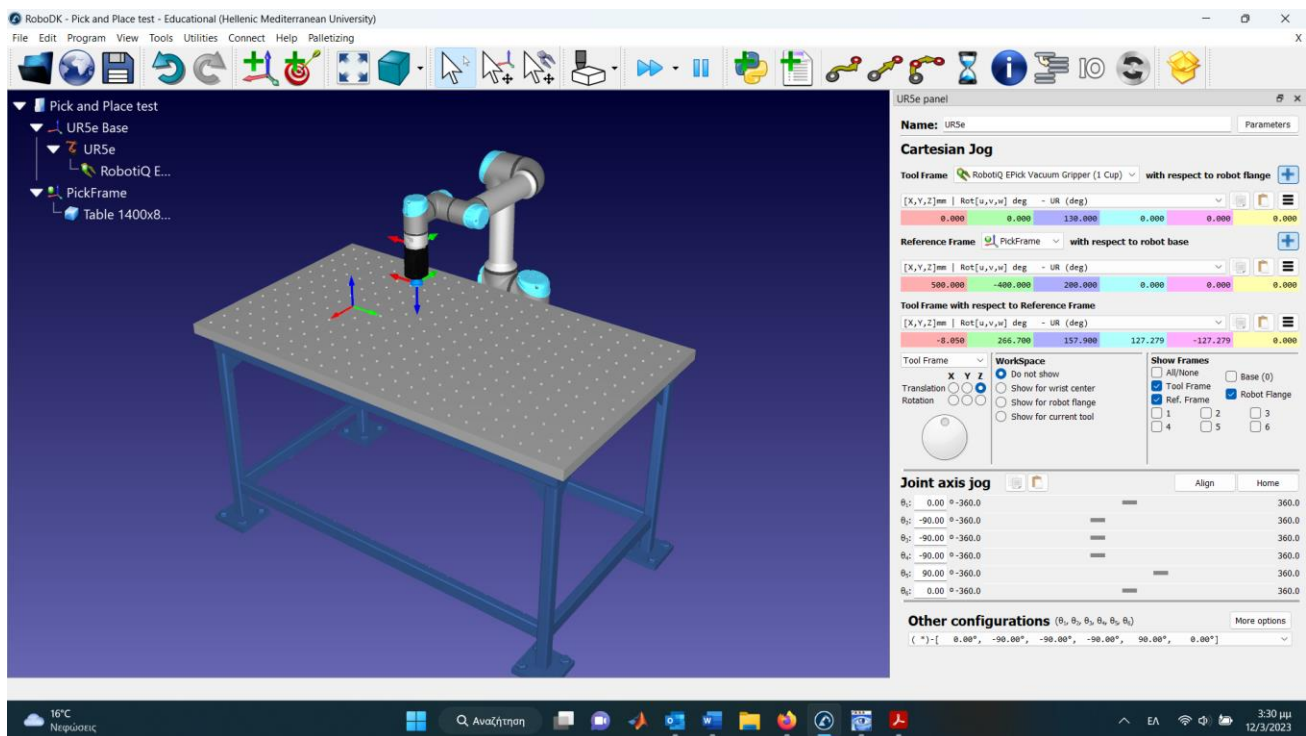 RoboDK - Pick and Place test - Educational (Hellenic Mediterranean University)
File Edit Program View Tools Utilities Connect Help Palletizing
X
IO
Pick and Place test
UR5e Base
UR5e
RobotiQ E...
PickFrame
Table 1400x8...
UR5e panel
Name: UR5e Parameters
Cartesian Jog
Tool Frame RobotiQ EPick Vacuum Gripper (1 Cup) with respect to robot flange
[X,Y,Z]mm | Rot[u,v,w] deg - UR (deg)
0.000 0.000 130.000 0.000 0.000 0.000
Reference Frame PickFrame with respect to robot base
[X,Y,Z]mm | Rot[u,v,w] deg - UR (deg)
500.000 -400.000 200.000 0.000 0.000 0.000
Tool Frame with respect to Reference Frame
[X,Y,Z]mm | Rot[u,v,w] deg - UR (deg)
-8.050 266.700 157.900 127.279 -127.279 0.000
Tool Frame
X Y Z
Translation
Rotation
WorkSpace
Do not show
Show for wrist center
Show for robot flange
Show for current tool
Show Frames
All/None Base (0)
Tool Frame
Ref. Frame Robot Flange
1 2 3
4 5 6
Joint axis jog Align Home
θ₁: 0.00 ° -360.0 360.0
θ₂: -90.00 ° -360.0 360.0
θ₃: -90.00 ° -360.0 360.0
θ₄: -90.00 ° -360.0 360.0
θ₅: 90.00 ° -360.0 360.0
θ₆: 0.00 ° -360.0 360.0
Other configurations (θ₁, θ₂, θ₃, θ₄, θ₅, θ₆) More options
( *)-[ 0.00°, -90.00°, -90.00°, -90.00°, 90.00°, 0.00°]
16°C
Νεφώσεις
Αναζήτηση
ΕΛ
3:30 μμ
12/3/2023